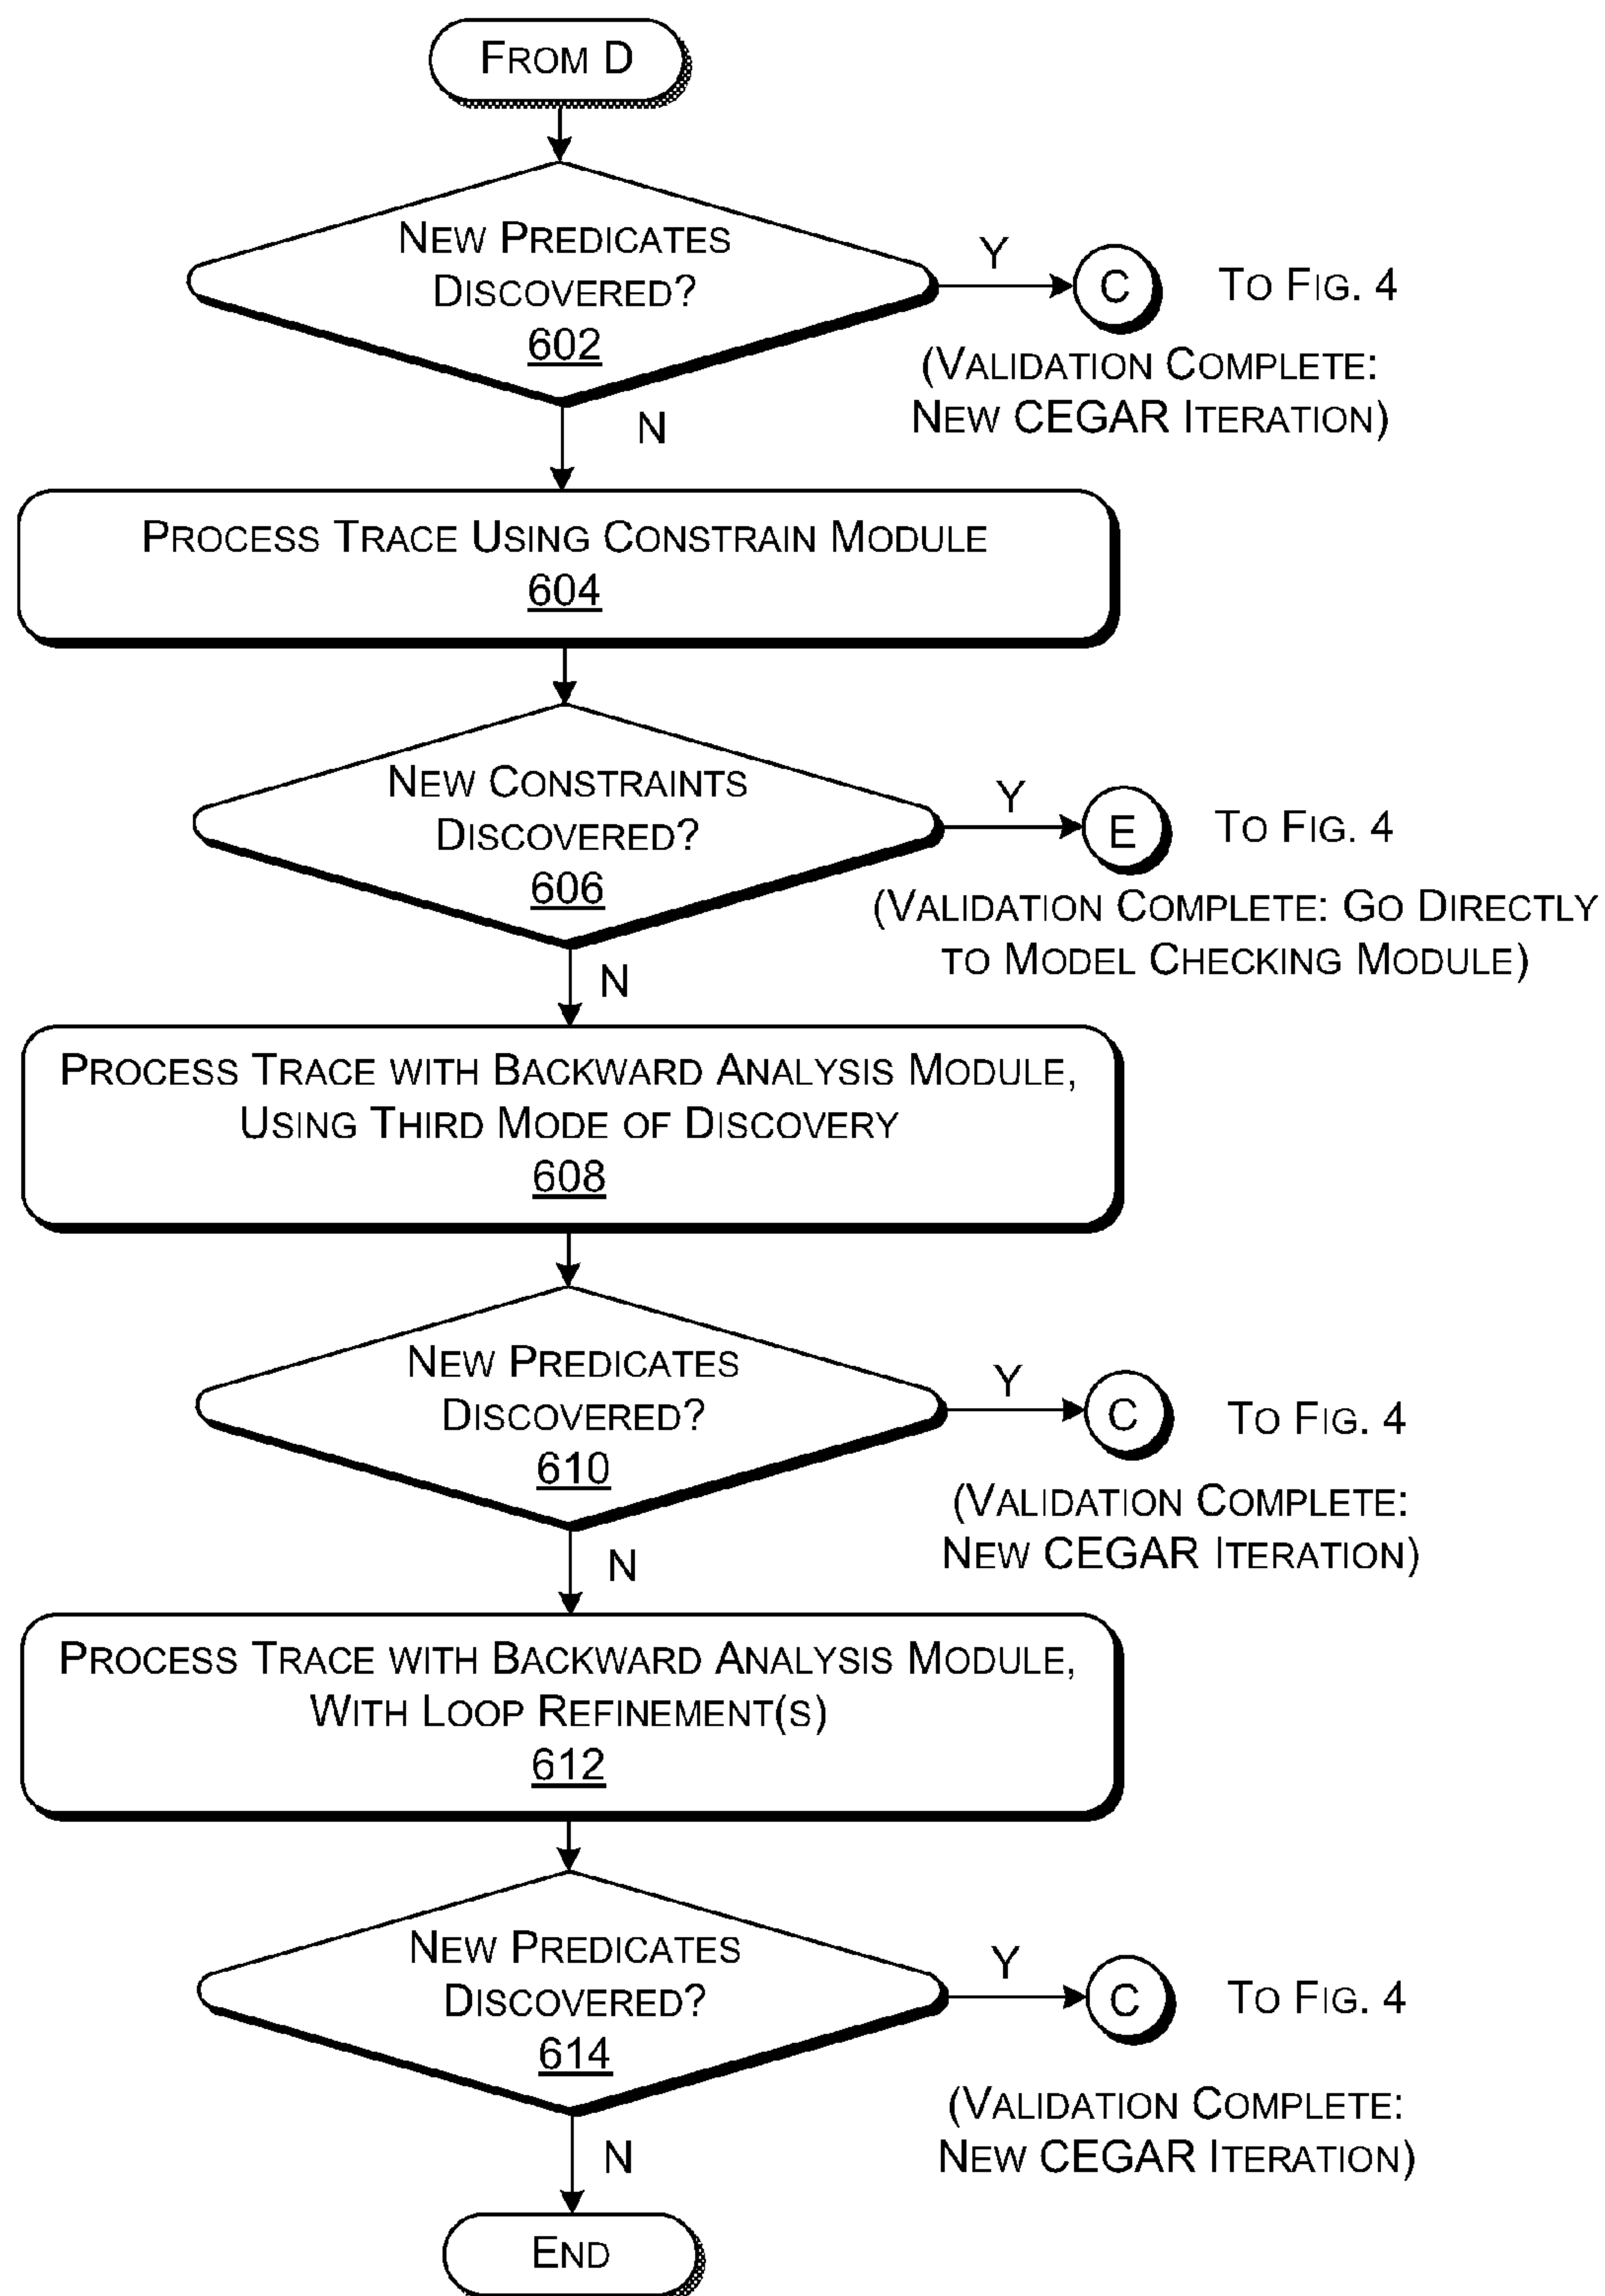 FROM D
NEW PREDICATES
DISCOVERED?
602
Y
C
TO FIG. 4
(VALIDATION COMPLETE:
NEW CEGAR ITERATION)
N
PROCESS TRACE USING CONSTRAIN MODULE
604
NEW CONSTRAINTS
DISCOVERED?
606
Y
E
TO FIG. 4
(VALIDATION COMPLETE: GO DIRECTLY
TO MODEL CHECKING MODULE)
N
PROCESS TRACE WITH BACKWARD ANALYSIS MODULE,
USING THIRD MODE OF DISCOVERY
608
NEW PREDICATES
DISCOVERED?
610
Y
C
TO FIG. 4
(VALIDATION COMPLETE:
NEW CEGAR ITERATION)
N
PROCESS TRACE WITH BACKWARD ANALYSIS MODULE,
WITH LOOP REFINEMENT(S)
612
NEW PREDICATES
DISCOVERED?
614
Y
C
TO FIG. 4
(VALIDATION COMPLETE:
NEW CEGAR ITERATION)
N
END